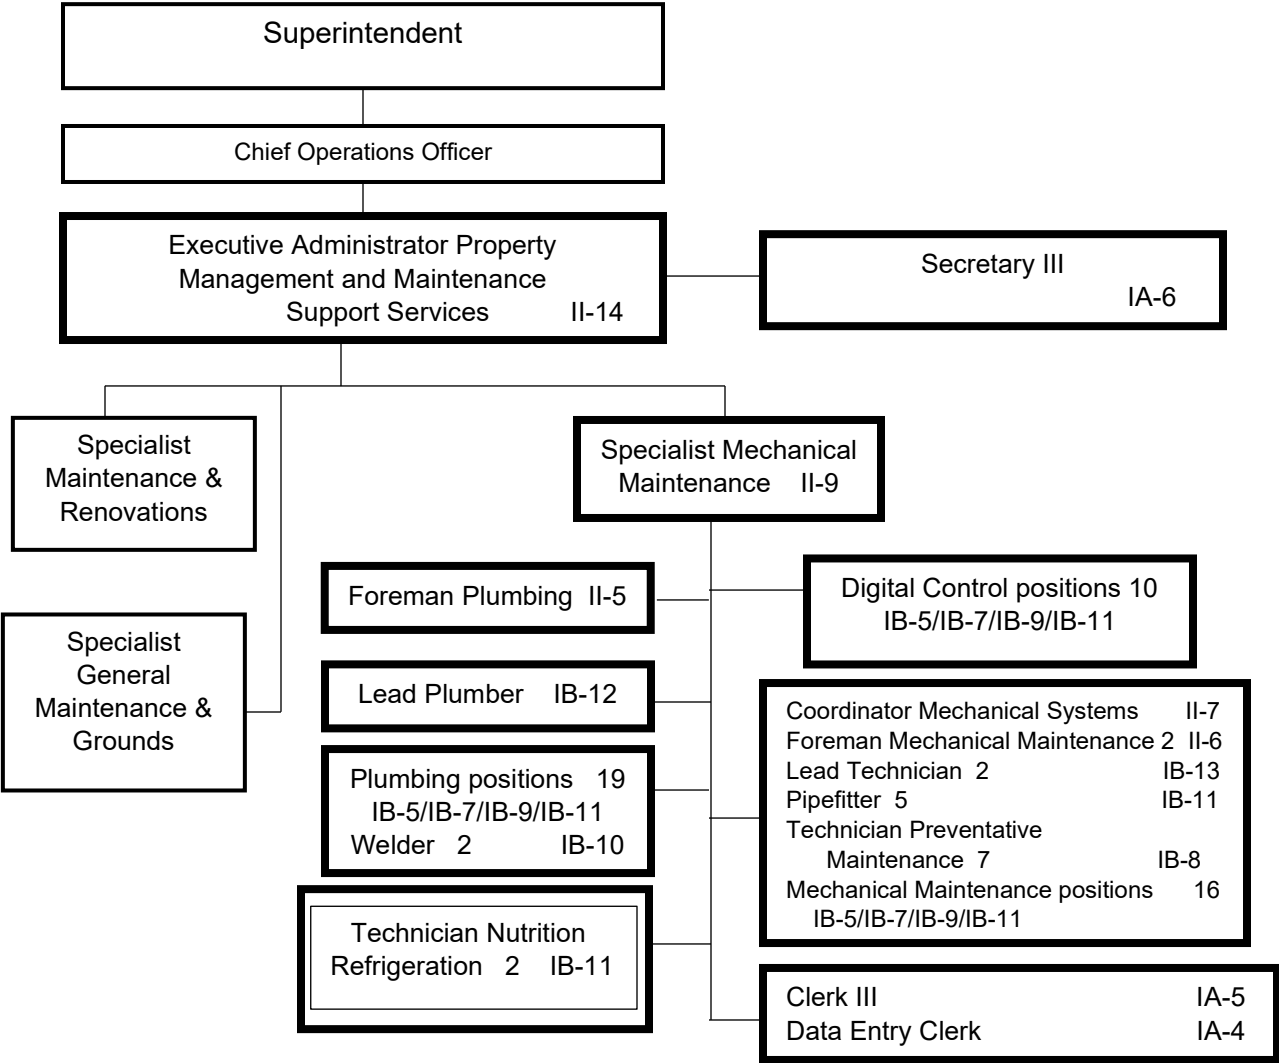 Superintendent
Chief Operations Officer
Executive Administrator Property
Management and Maintenance
Support Services II-14
Secretary III
IA-6
Specialist
Maintenance &
Renovations
Specialist
General
Maintenance &
Grounds
Specialist Mechanical
Maintenance II-9
Foreman Plumbing II-5
Lead Plumber IB-12
Plumbing positions 19
IB-5/IB-7/IB-9/IB-11
Welder 2 IB-10
Technician Nutrition
Refrigeration 2 IB-11
Digital Control positions 10
IB-5/IB-7/IB-9/IB-11
Coordinator Mechanical Systems II-7
Foreman Mechanical Maintenance 2 II-6
Lead Technician 2 IB-13
Pipefitter 5 IB-11
Technician Preventative
Maintenance 7 IB-8
Mechanical Maintenance positions 16
IB-5/IB-7/IB-9/IB-11
Clerk III IA-5
Data Entry Clerk IA-4